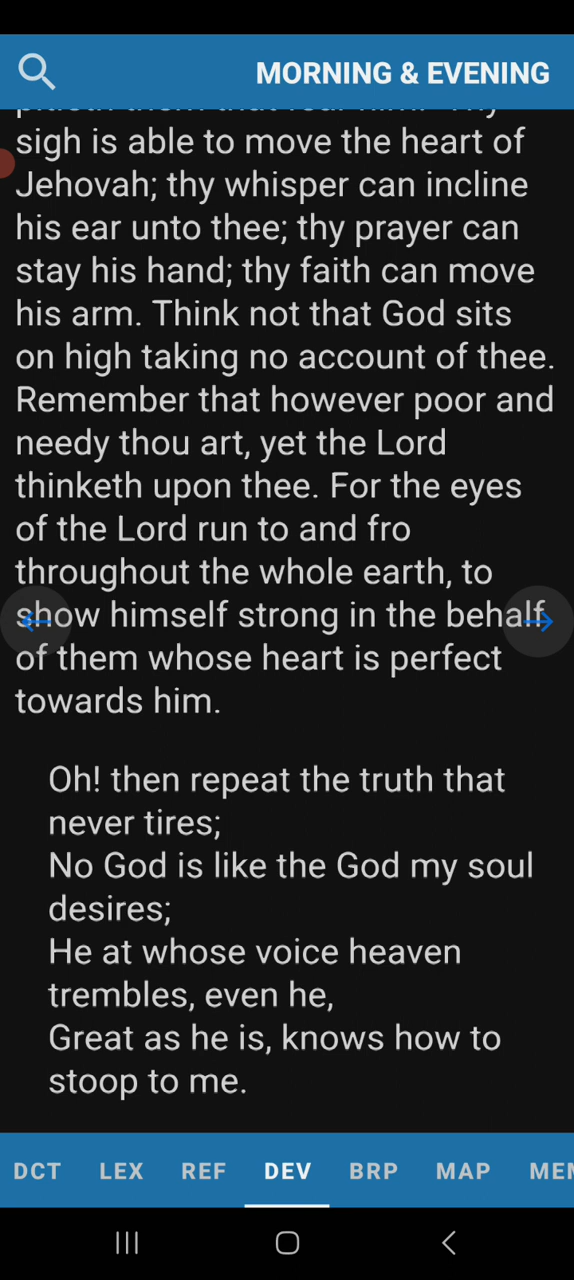 MORNING & EVENING
sigh is able to move the heart of
Jehovah; thy whisper can incline
his ear unto thee; thy prayer can
stay his hand; thy faith can move
his arm. Think not that God sits
on high taking no account of thee.
Remember that however poor and
needy thou art, yet the Lord
thinketh upon thee. For the eyes
of the Lord run to and fro
throughout the whole earth, to
show himself strong in the behalf
of them whose heart is perfect
towards him.
Oh! then repeat the truth that
never tires;
No God is like the God my soul
desires;
He at whose voice heaven
trembles, even he,
Great as he is, knows how to
stoop to me.
DCT LEX REF DEV BRP MAP